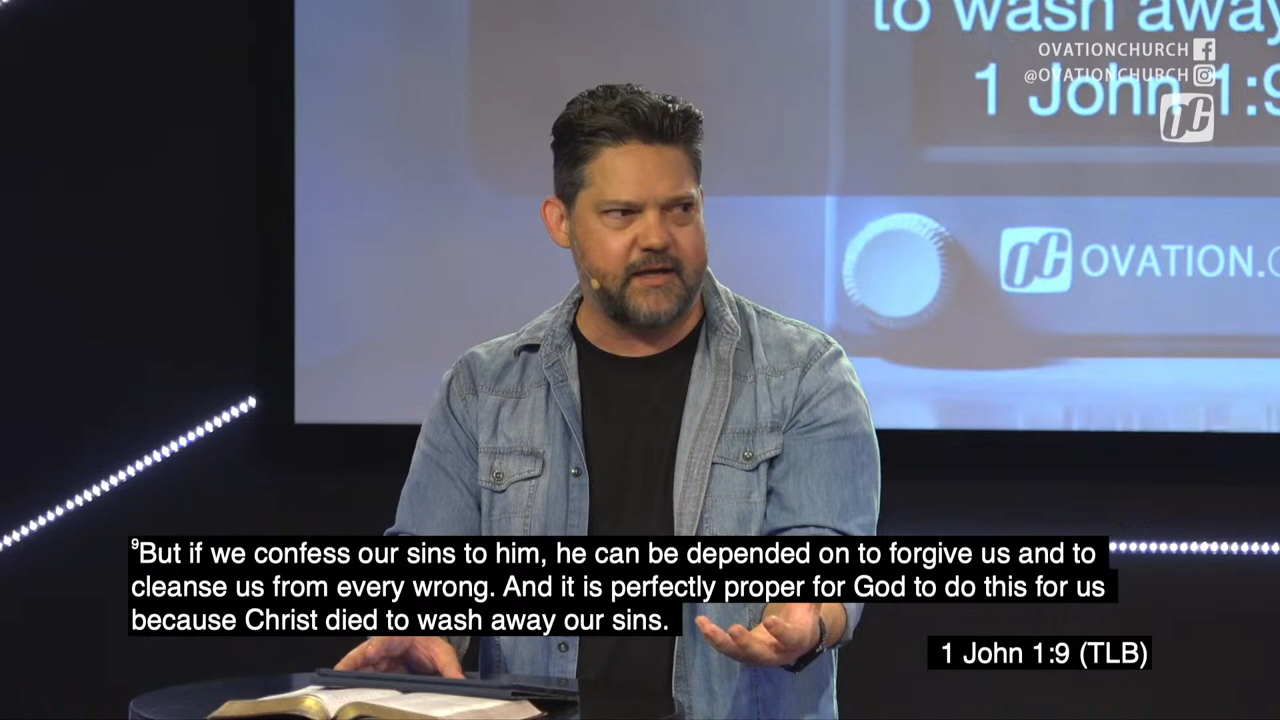 to wash away
OVATIONCHURCH
@OVATIONCHURCH
1 John 1:9
OC
OC OVATION.
⁹But if we confess our sins to him, he can be depended on to forgive us and to
cleanse us from every wrong. And it is perfectly proper for God to do this for us
because Christ died to wash away our sins.
1 John 1:9 (TLB)